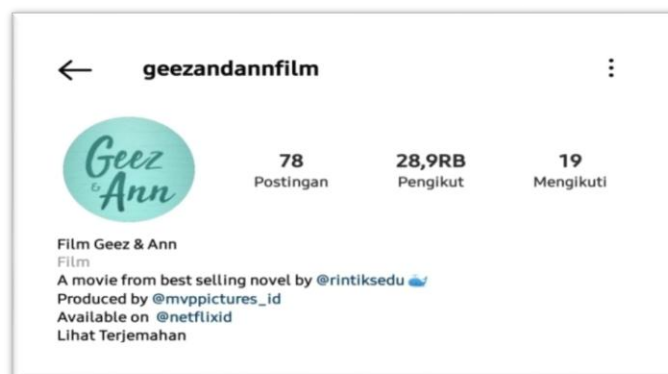 geezandannfilm
Geez
& Ann
78 28,9RB 19
Postingan Pengikut Mengikuti
Film Geez & Ann
Film
A movie from best selling novel by @rintiksedu
Produced by @mvppictures_id
Available on @netflixid
Lihat Terjemahan